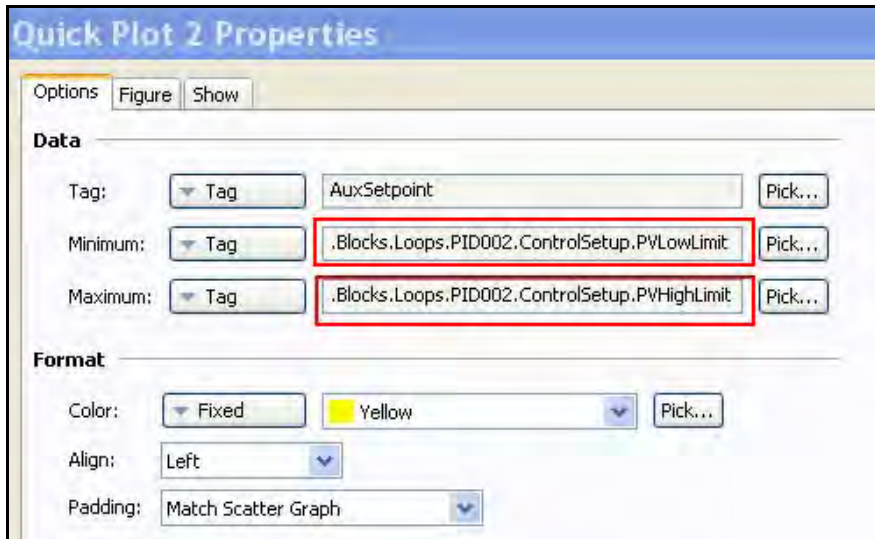 Quick Plot 2 Properties
Options Figure Show
Data
Tag: Tag AuxSetpoint Pick...
Minimum: Tag .Blocks.Loops.PID002.ControlSetup.PVLowLimit Pick...
Maximum: Tag .Blocks.Loops.PID002.ControlSetup.PVHighLimit Pick...
Format
Color: Fixed Yellow Pick...
Align: Left
Padding: Match Scatter Graph